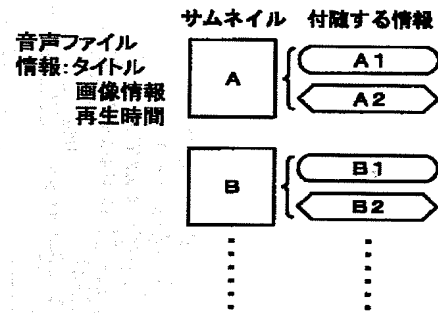 サムネイル 付随する情報
音声ファイル
情報:タイトル
画像情報
再生時間
A
A1
A2
B
B1
B2